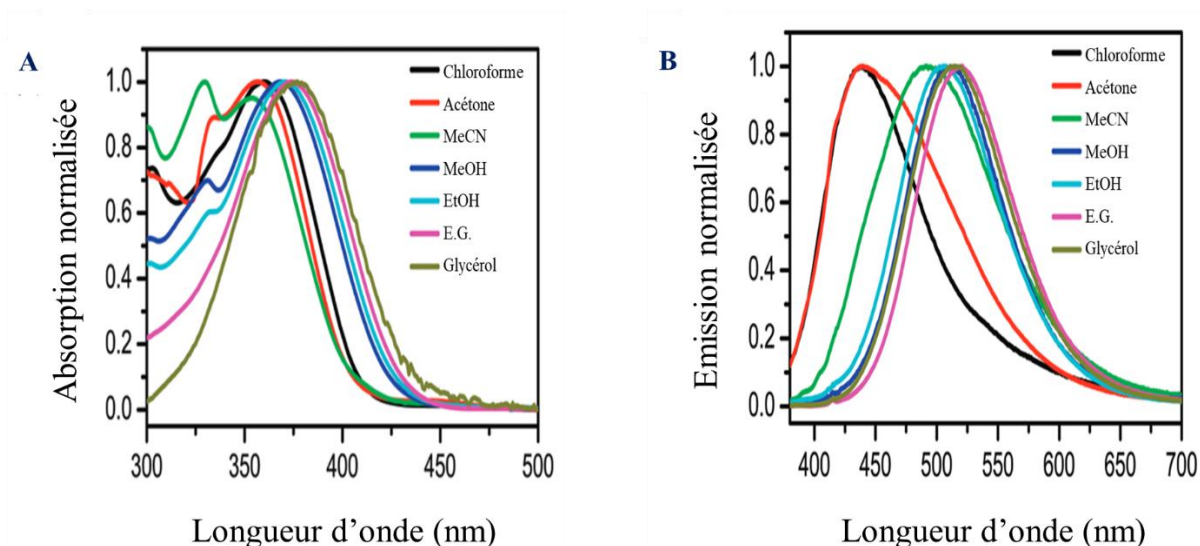 A
Absorption normalisée
1.0
0.8
0.6
0.4
0.2
0.0
Chloroforme
Acétone
MeCN
MeOH
EtOH
E.G.
Glycérol
300 350 400 450 500
Longueur d’onde (nm)
B
Emission normalisée
1.0
0.8
0.6
0.4
0.2
0.0
Chloroforme
Acétone
MeCN
MeOH
EtOH
E.G.
Glycérol
400 450 500 550 600 650 700
Longueur d’onde (nm)